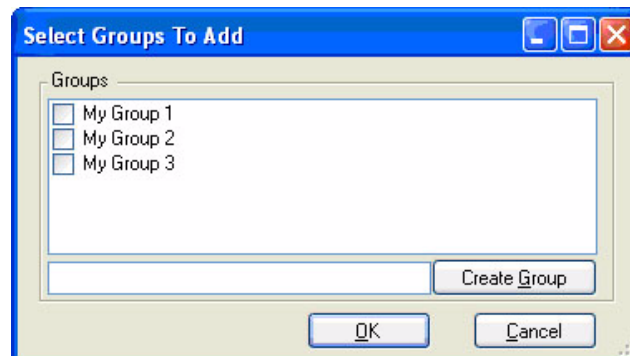 Select Groups To Add
Groups
My Group 1
My Group 2
My Group 3
Create Group
OK
Cancel